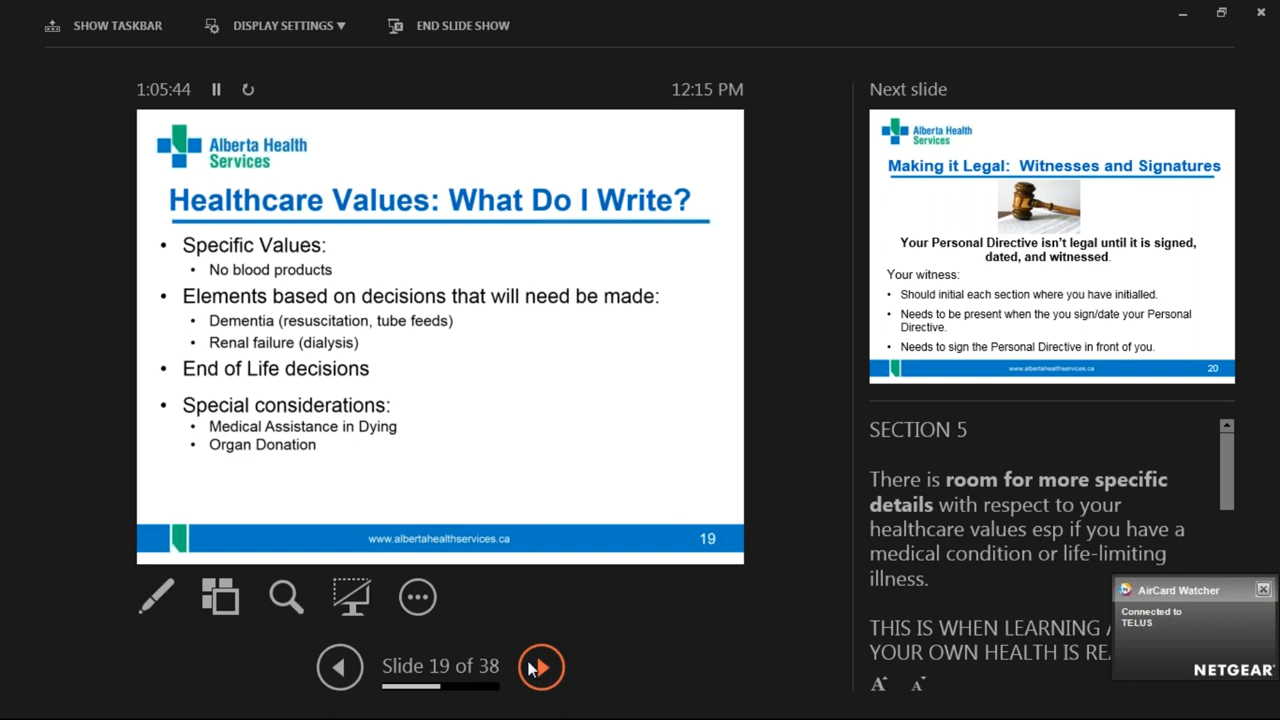 SHOW TASKBAR
DISPLAY SETTINGS ▼
END SLIDE SHOW
1:05:44
12:15 PM
Alberta Health
Services
Healthcare Values: What Do I Write?
• Specific Values:
• No blood products
• Elements based on decisions that will need be made:
• Dementia (resuscitation, tube feeds)
• Renal failure (dialysis)
• End of Life decisions
• Special considerations:
• Medical Assistance in Dying
• Organ Donation
www.albertahealthservices.ca
19
Slide 19 of 38
Next slide
Alberta Health
Services
Making it Legal: Witnesses and Signatures
Your Personal Directive isn't legal until it is signed,
dated, and witnessed.
Your witness:
• Should initial each section where you have initialled.
• Needs to be present when the you sign/date your Personal
Directive.
• Needs to sign the Personal Directive in front of you.
www.albertahealthservices.ca
20
SECTION 5
There is room for more specific
details with respect to your
healthcare values esp if you have a
medical condition or life-limiting
illness.
THIS IS WHEN LEARNING
YOUR OWN HEALTH IS
A A
AirCard Watcher
Connected to
TELUS
NETGEAR